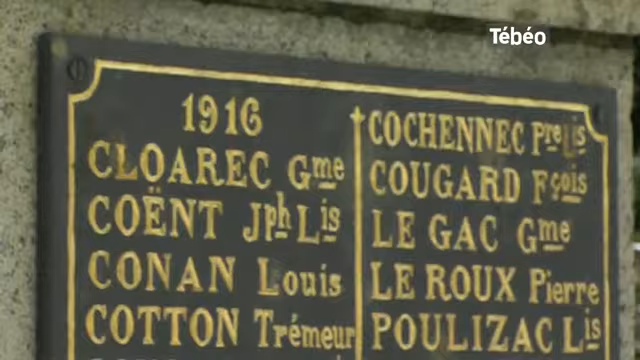 Tébéo
1916
CLOAREC Gme
COËNT Jph Lis
CONAN Louis
COTTON Trémeur
COCHENNEC Pre Lis
COUGARD Fçois
LE GAC Gme
LE ROUX Pierre
POULIZAC Lis